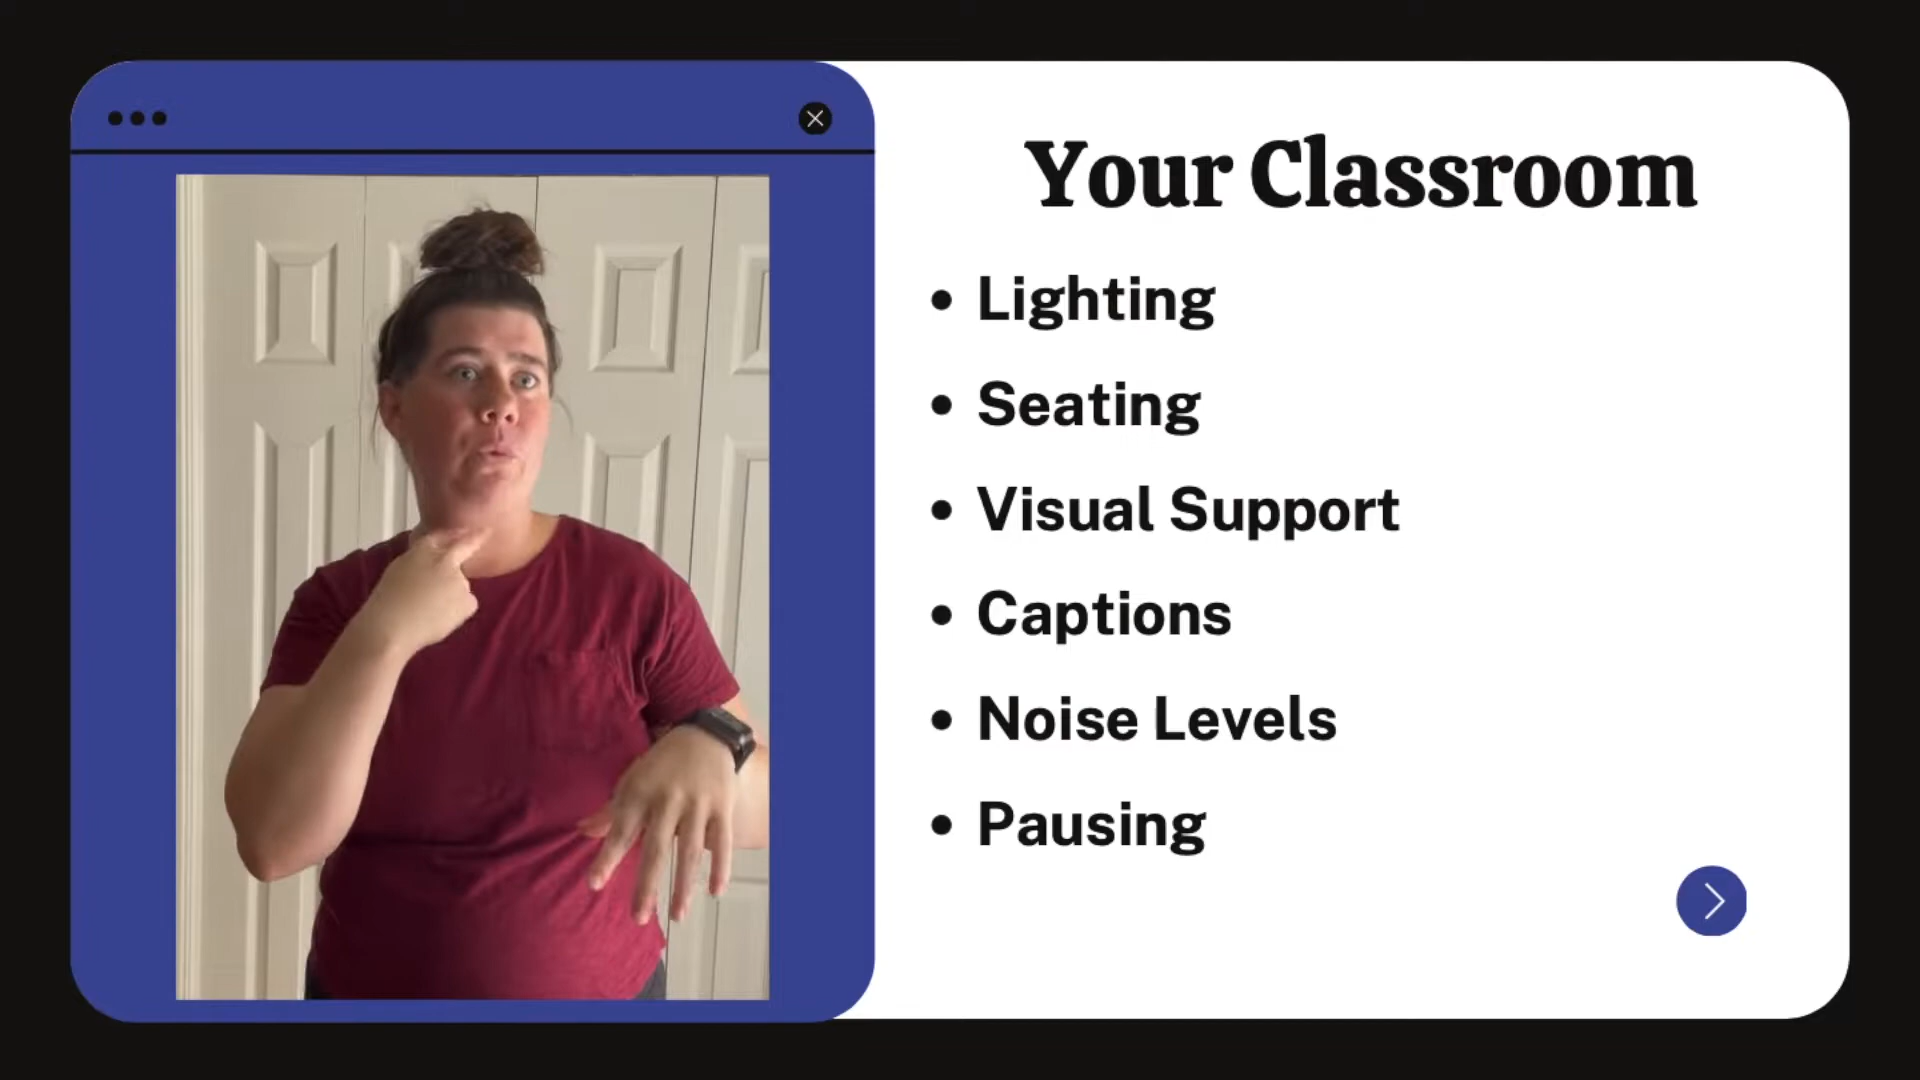 Your Classroom
Lighting
Seating
Visual Support
Captions
Noise Levels
Pausing